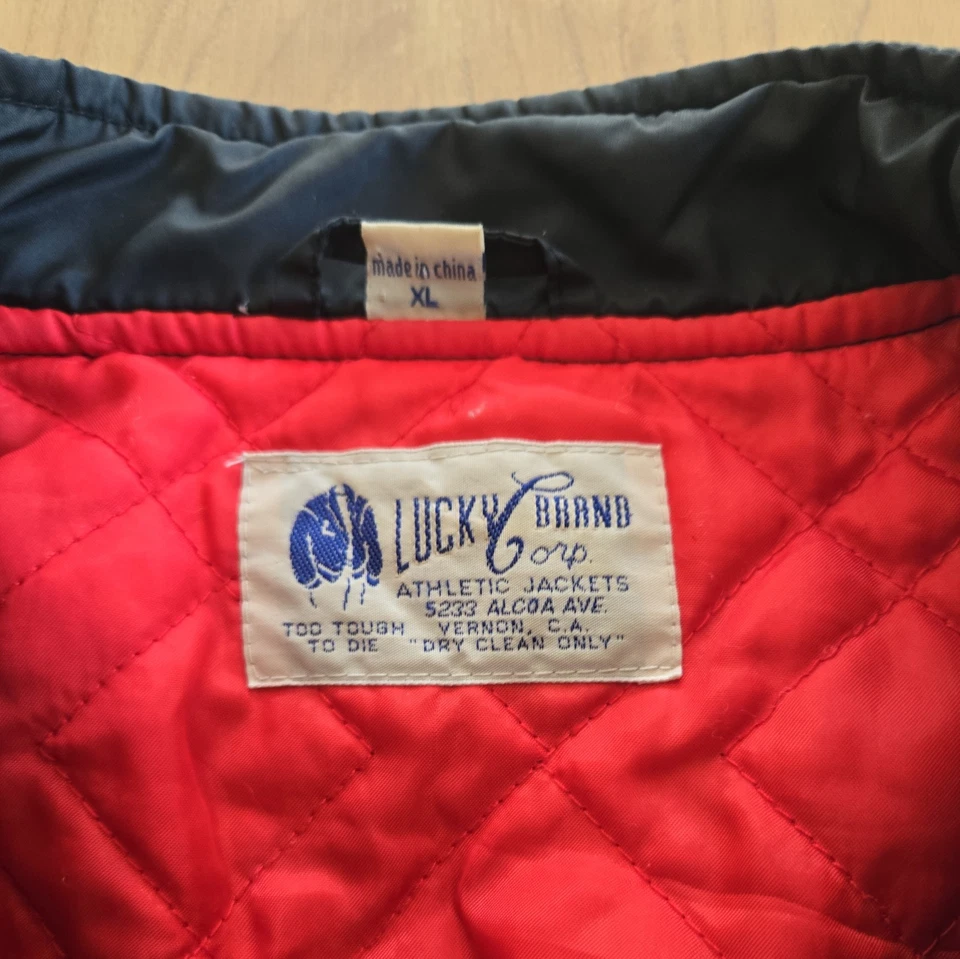 made in china
XL
LUCKY BRAND
Corp.
ATHLETIC JACKETS
5233 ALCOA AVE.
TOO TOUGH VERNON, C.A.
TO DIE "DRY CLEAN ONLY"